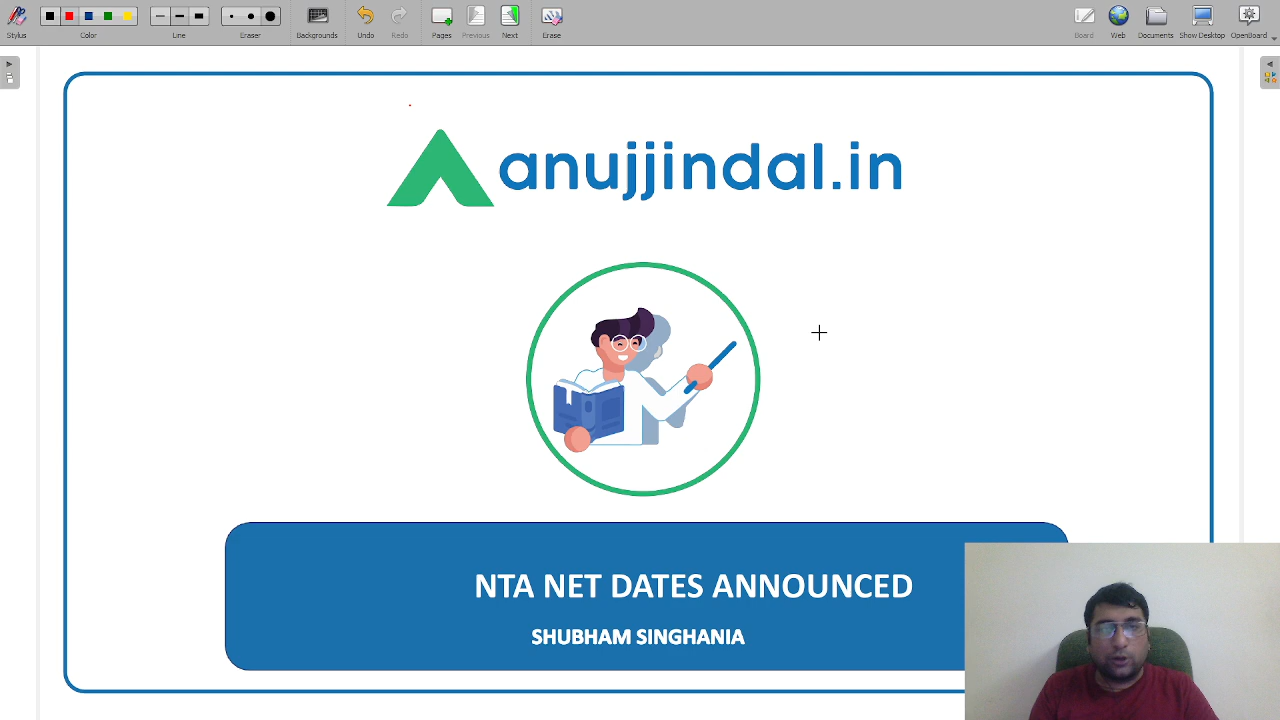 Stylus
Color
Line
Eraser
Backgrounds
Undo
Redo
Pages
Previous
Next
Erase
Board
Web
Documents
Show Desktop
OpenBoard
anujjindal.in
NTA NET DATES ANNOUNCED
SHUBHAM SINGHANIA